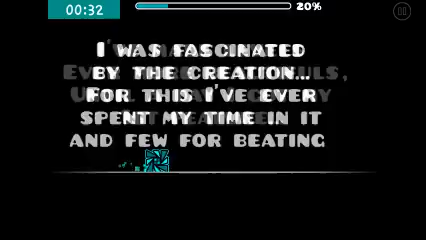 00:32
20%
I was fascinated
by the creation...
For this I've ever
spent my time in it
and few for beating